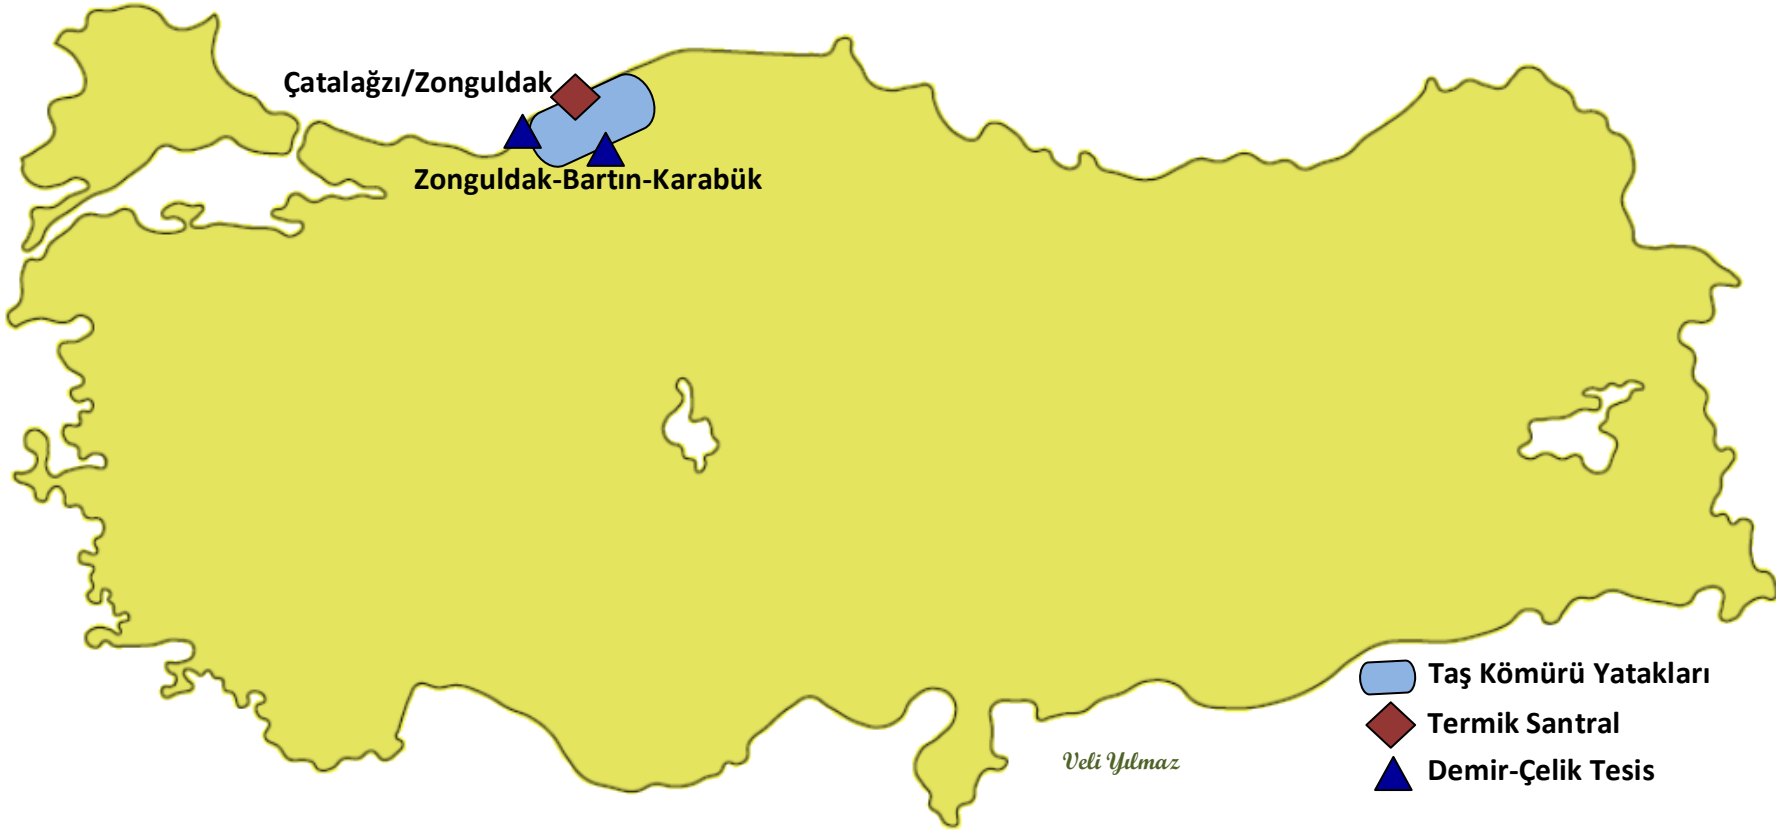 Çatalağzı/Zonguldak
Zonguldak-Bartın-Karabük
Taş Kömürü Yatakları
Termik Santral
Demir-Çelik Tesis
Veli Yılmaz